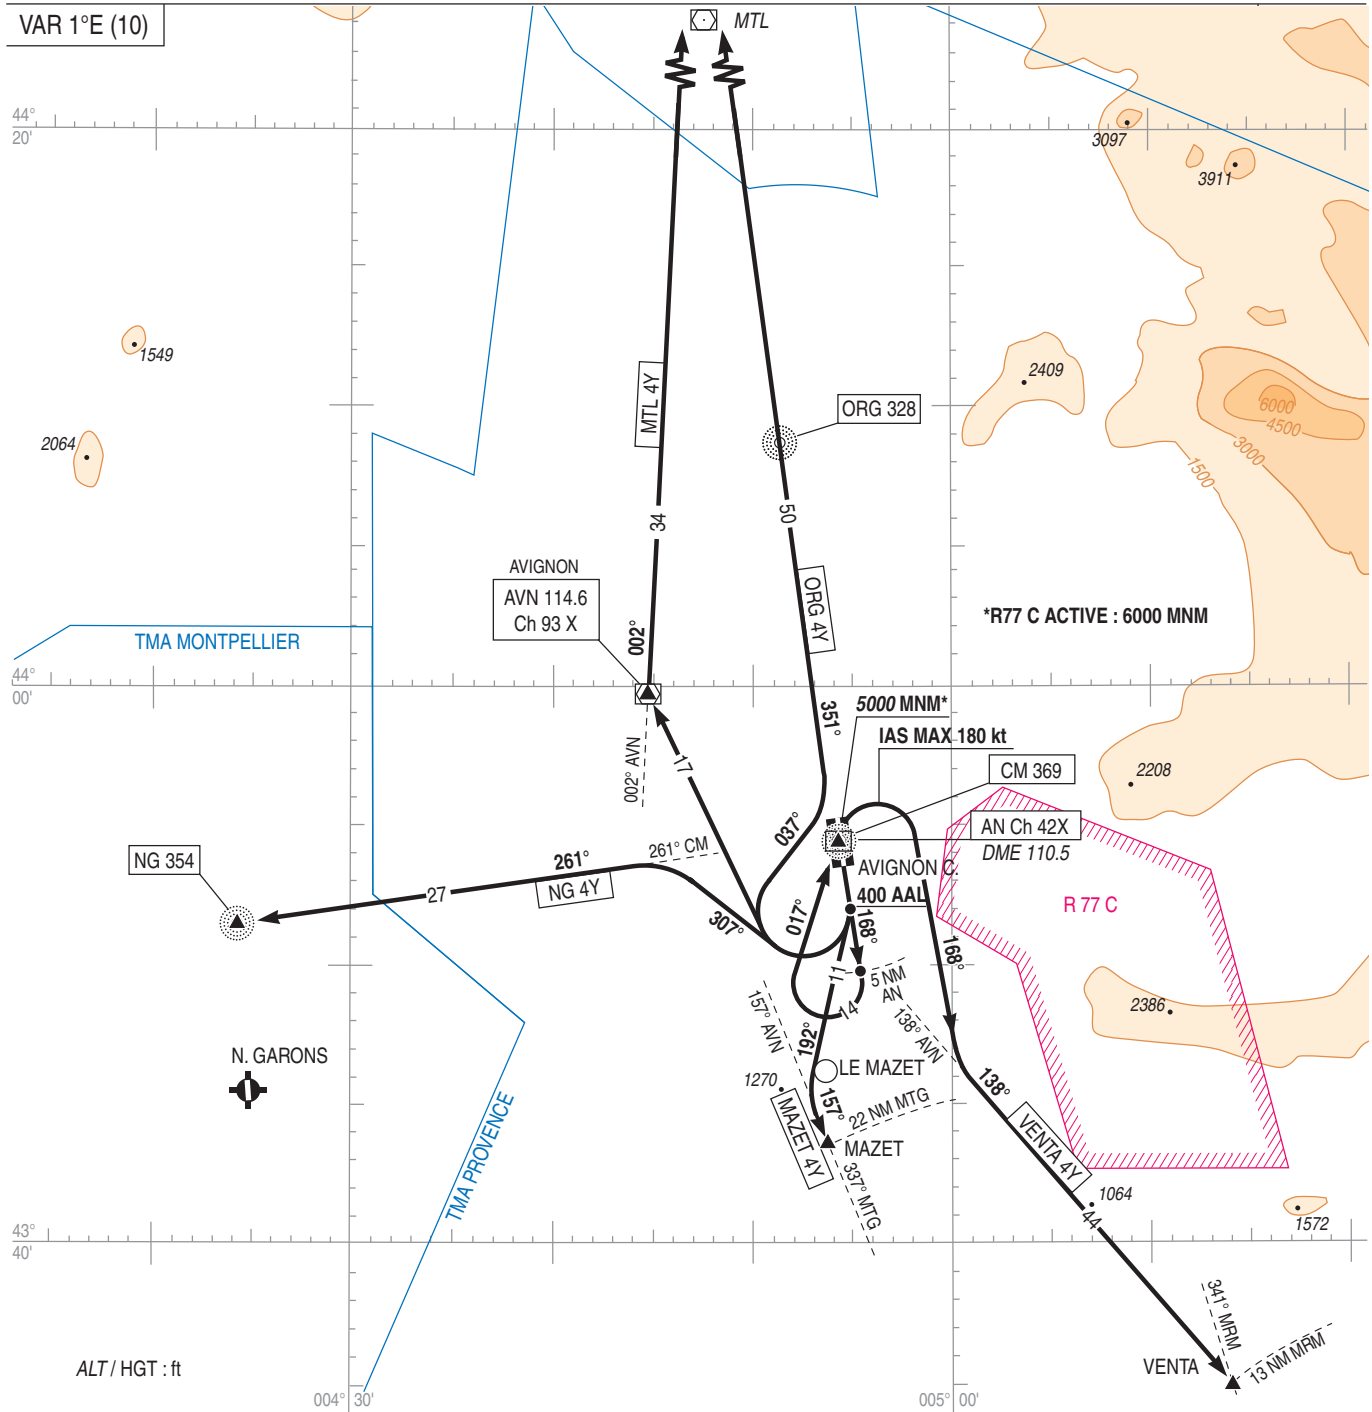 VAR 1°E (10)
MTL
44°
20'
3097
3911
1549
2409
MTL 4Y
ORG 328
6000
4500
3000
1500
2064
34
50
AVIGNON
AVN 114.6
Ch 93 X
002°
ORG 4Y
*R77 C ACTIVE : 6000 MNM
TMA MONTPELLIER
44°
00'
351°
5000 MNM*
IAS MAX 180 kt
002° AVN
17
CM 369
2208
037°
AN Ch 42X
DME 110.5
NG 354
261°
261° CM
AVIGNON C.
27
NG 4Y
400 AAL
R 77 C
307°
017°
168°
168°
11
5 NM
AN
14
157° AVN
138° AVN
2386
192°
N. GARONS
LE MAZET
1270
157°
22 NM MTG
138°
MAZET 4Y
MAZET
VENTA 4Y
TMA PROVENCE
337° MTG
1064
44
1572
43°
40'
341° MRM
13 NM MRM
VENTA
ALT / HGT : ft
004° 30'
005° 00'